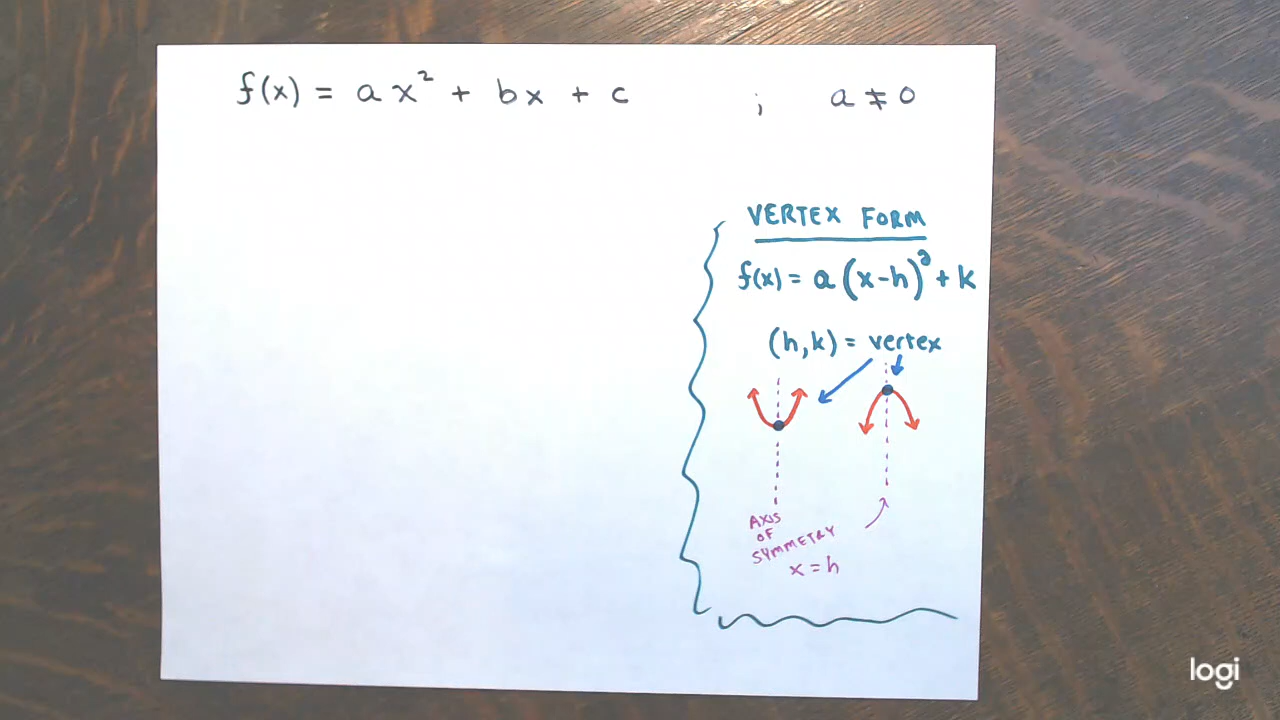 f(x) = ax² + bx + c ; a ≠ 0
VERTEX FORM
f(x) = a(x-h)² + k
(h,k) = vertex
AXIS
OF
SYMMETRY
x = h
logi